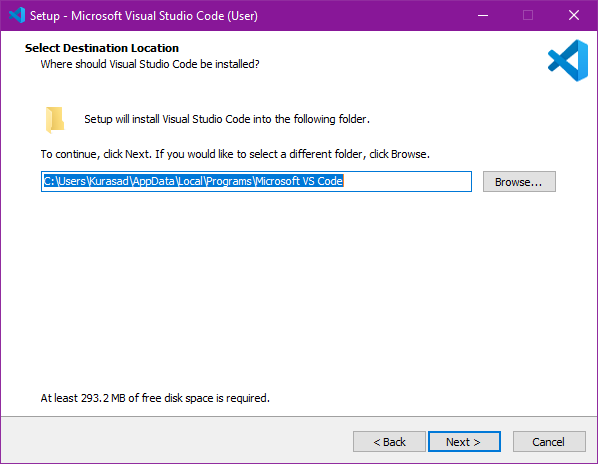 Setup - Microsoft Visual Studio Code (User)
Select Destination Location
Where should Visual Studio Code be installed?
Setup will install Visual Studio Code into the following folder.
To continue, click Next. If you would like to select a different folder, click Browse.
C:\Users\Kurasad\AppData\Local\Programs\Microsoft VS Code
Browse...
At least 293.2 MB of free disk space is required.
< Back
Next >
Cancel